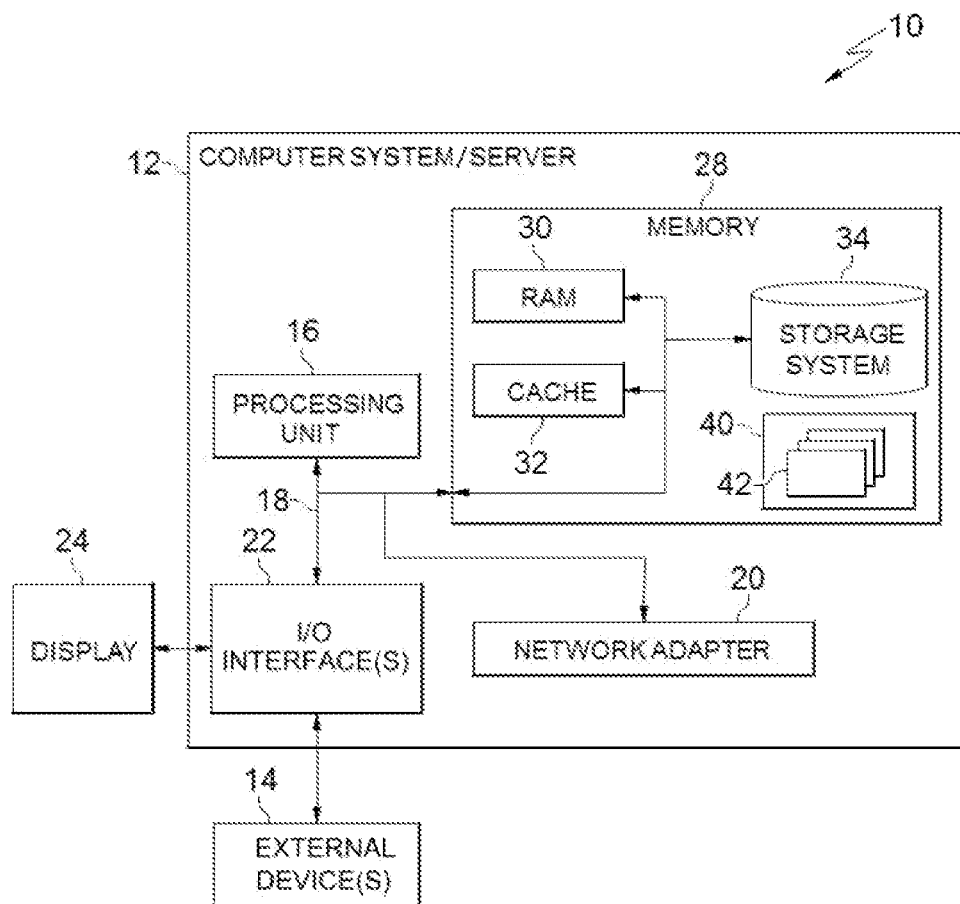 10
12
COMPUTER SYSTEM/SERVER
28
MEMORY
30
34
RAM
STORAGE
SYSTEM
16
PROCESSING
UNIT
CACHE
32
40
42
18
22
24
20
DISPLAY
I/O
INTERFACE(S)
NETWORK ADAPTER
14
EXTERNAL
DEVICE(S)